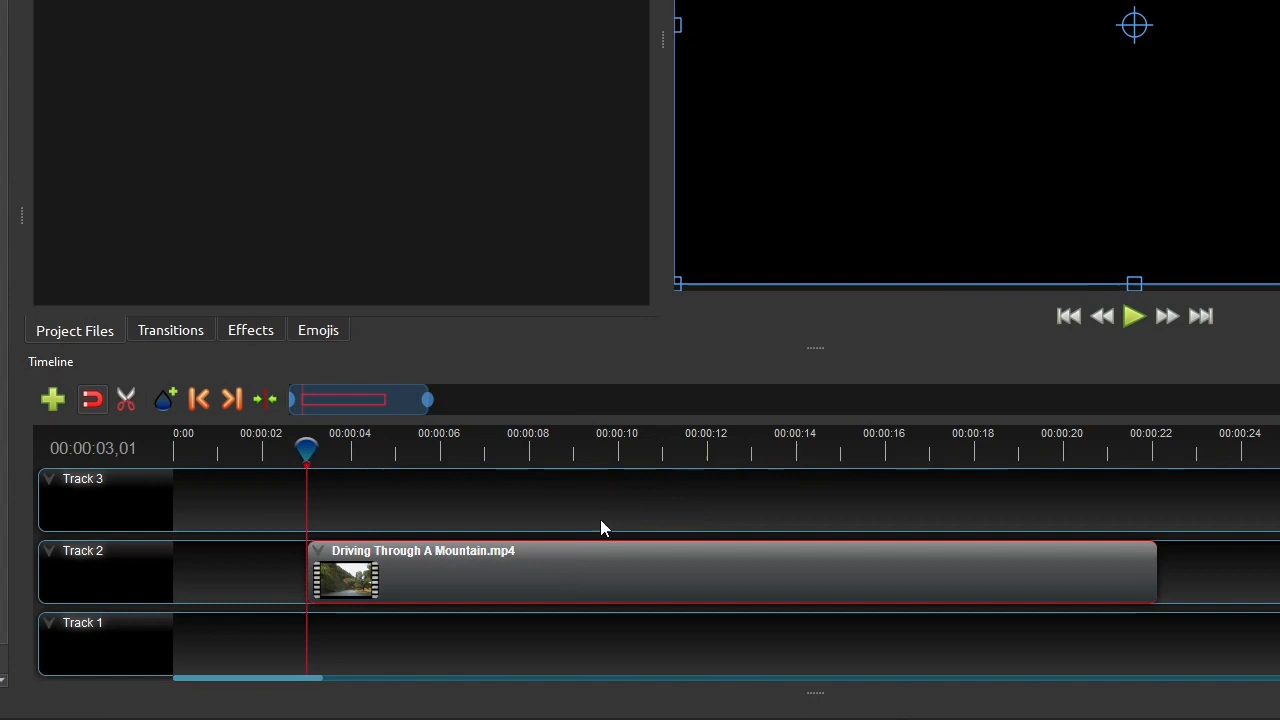 Project Files Transitions Effects Emojis
Timeline
0:00 00:00:02 00:00:04 00:00:06 00:00:08 00:00:10 00:00:12 00:00:14 00:00:16 00:00:18 00:00:20 00:00:22 00:00:24
00:00:03,01
Track 3
Track 2 Driving Through A Mountain.mp4
Track 1